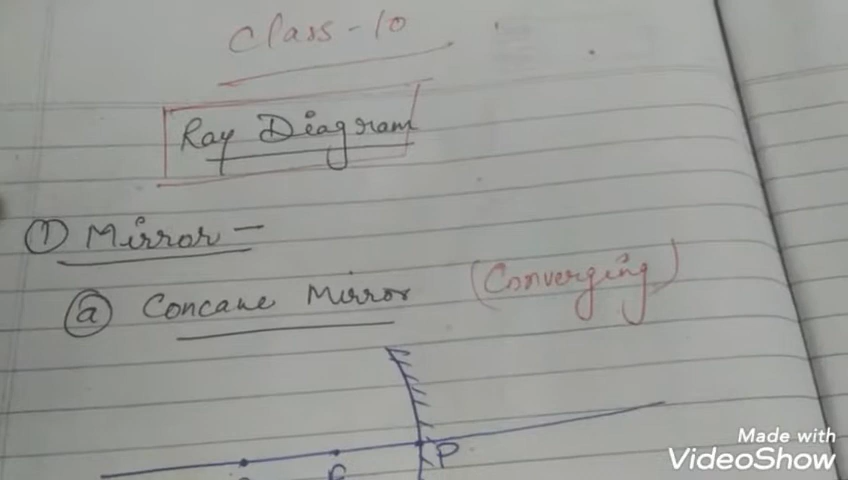 Class - 10
Ray Diagram
① Mirror -
ⓐ Concave Mirror (Converging)
P
F
Made with
VideoShow